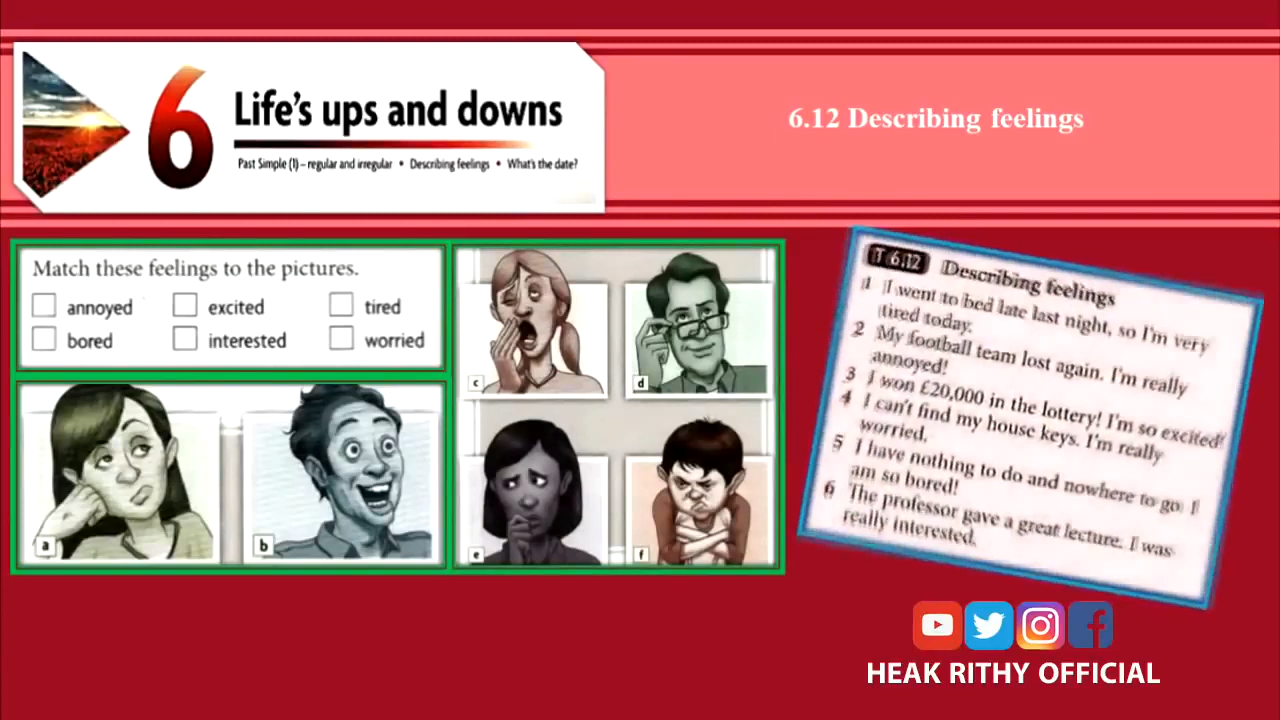 6
Life's ups and downs
Past Simple (1) – regular and irregular • Describing feelings • What's the date?
6.12 Describing feelings
Match these feelings to the pictures.
annoyed excited tired
bored interested worried
a
b
c
d
e
f
T 6.12 Describing feelings
1 I went to bed late last night, so I'm very
tired today.
2 My football team lost again. I'm really
annoyed!
3 I won £20,000 in the lottery! I'm so excited!
4 I can't find my house keys. I'm really
worried.
5 I have nothing to do and nowhere to go. I
am so bored!
6 The professor gave a great lecture. I was
really interested.
HEAK RITHY OFFICIAL